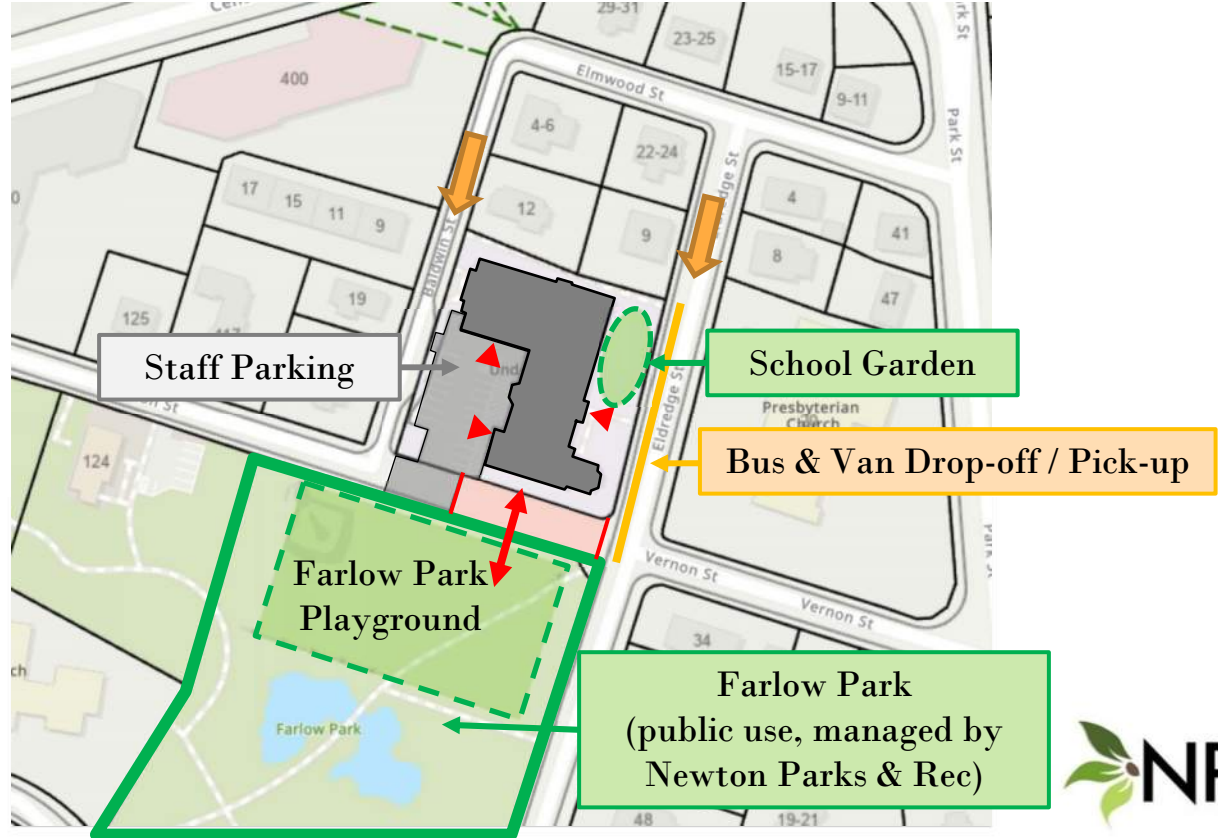 29-31
23-25
15-17
9-11
400
Elmwood St
Park St
4-6
22-24
17
15
11
9
12
9
4
41
8
47
Baldwin St
19
125
Staff Parking
School Garden
Eldredge St
Presbyterian
Church
124
Bus & Van Drop-off / Pick-up
Farlow Park
Playground
Vernon St
Vernon St
34
Farlow Park
(public use, managed by
Newton Parks & Rec)
Farlow Park
48
19-21